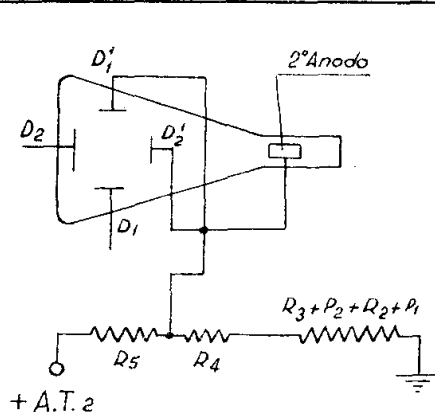 D'1
2°Anodo
D2
D'2
D1
R3+P2+R2+P1
R5
R4
+ A.T. 2